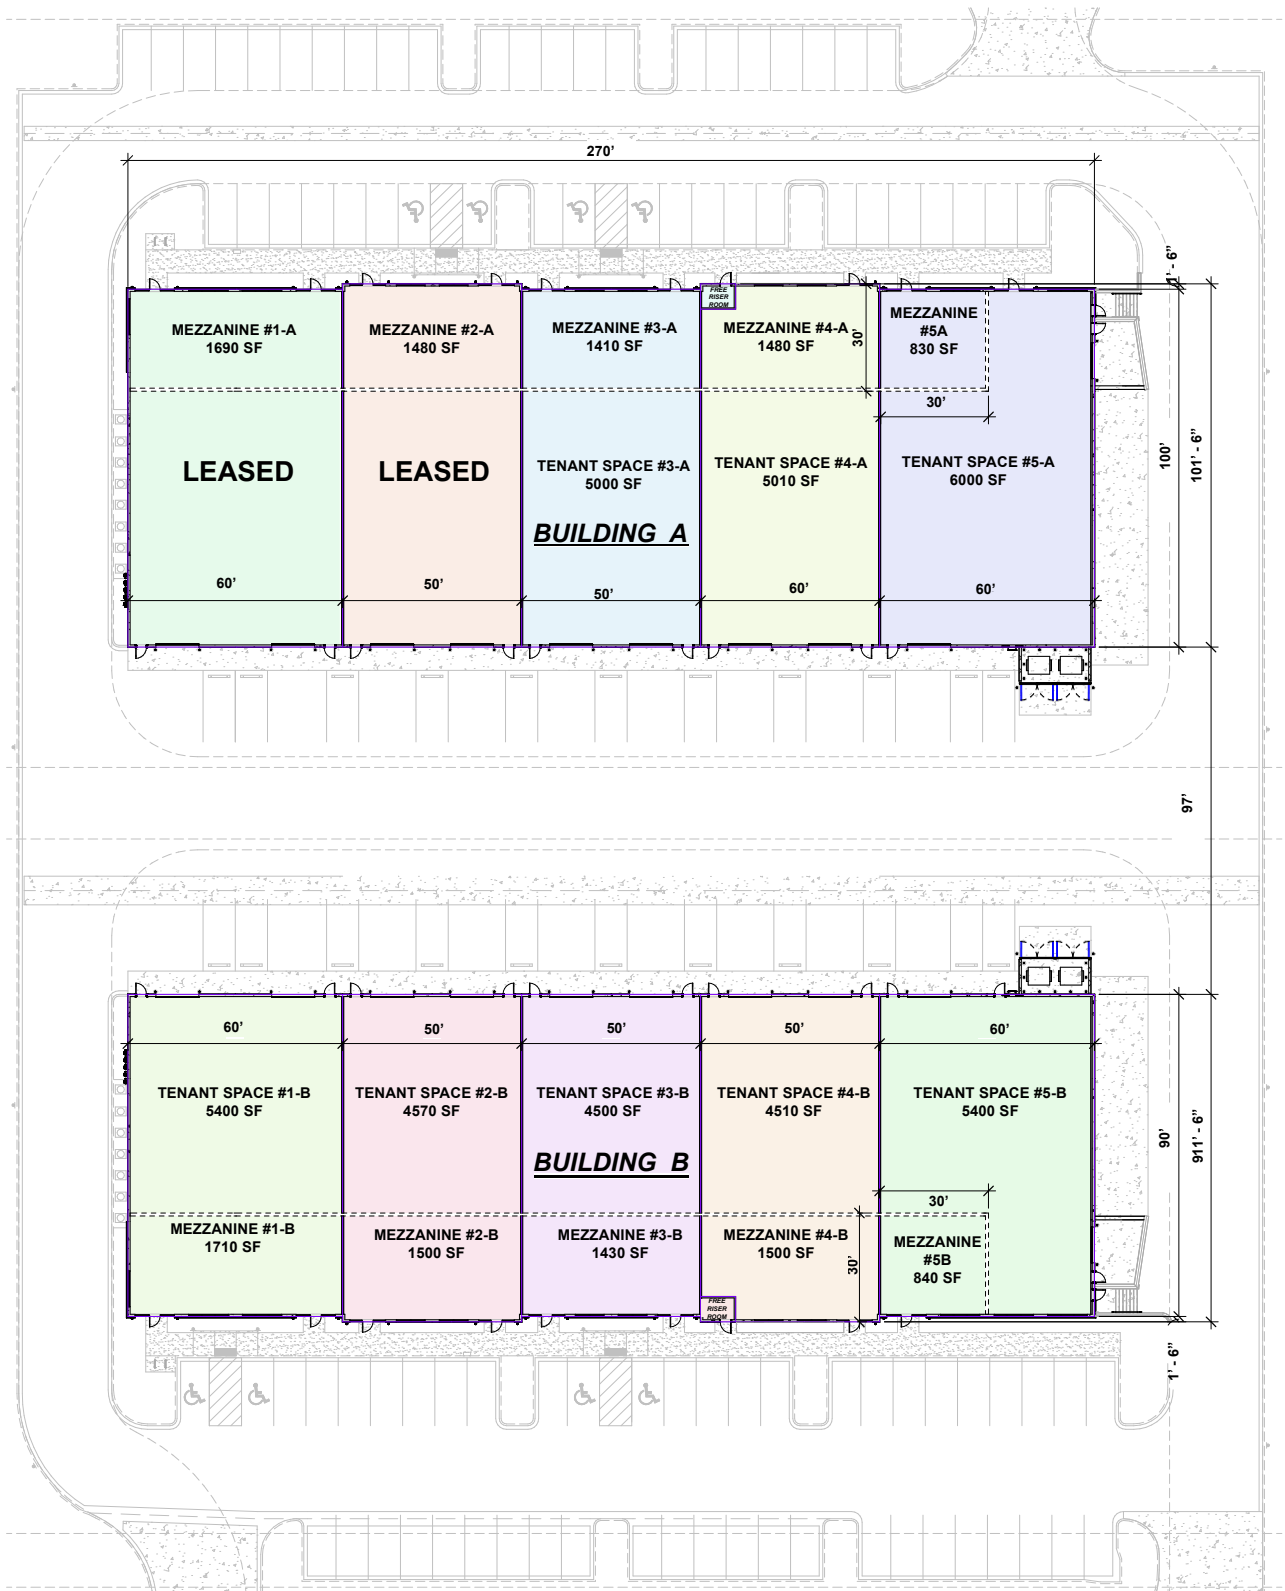 270'
1' - 6"
FREE
RISER
ROOM
MEZZANINE #1-A
1690 SF
MEZZANINE #2-A
1480 SF
MEZZANINE #3-A
1410 SF
MEZZANINE #4-A
1480 SF
MEZZANINE
#5A
830 SF
30'
30'
LEASED
LEASED
TENANT SPACE #3-A
5000 SF
TENANT SPACE #4-A
5010 SF
TENANT SPACE #5-A
6000 SF
100'
101' - 6"
BUILDING A
60'
50'
50'
60'
60'
97'
60'
50'
50'
50'
60'
TENANT SPACE #1-B
5400 SF
TENANT SPACE #2-B
4570 SF
TENANT SPACE #3-B
4500 SF
TENANT SPACE #4-B
4510 SF
TENANT SPACE #5-B
5400 SF
90'
911' - 6"
BUILDING B
30'
MEZZANINE #1-B
1710 SF
MEZZANINE #2-B
1500 SF
MEZZANINE #3-B
1430 SF
MEZZANINE #4-B
1500 SF
30'
MEZZANINE
#5B
840 SF
FREE
RISER
ROOM
1' - 6"